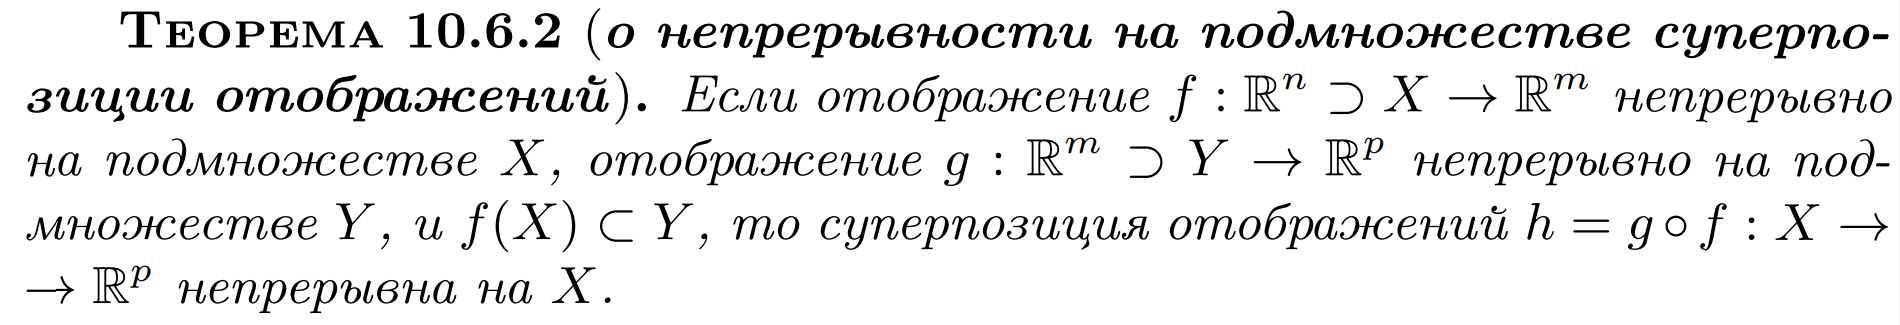 Теорема 10.6.2 (о непрерывности на подмножестве суперпо-
зиции отображений). Если отображение f : ℝⁿ ⊃ X → ℝᵐ непрерывно
на подмножестве X, отображение g : ℝᵐ ⊃ Y → ℝᵖ непрерывно на под-
множестве Y, и f(X) ⊂ Y, то суперпозиция отображений h = g ∘ f : X →
→ ℝᵖ непрерывна на X.